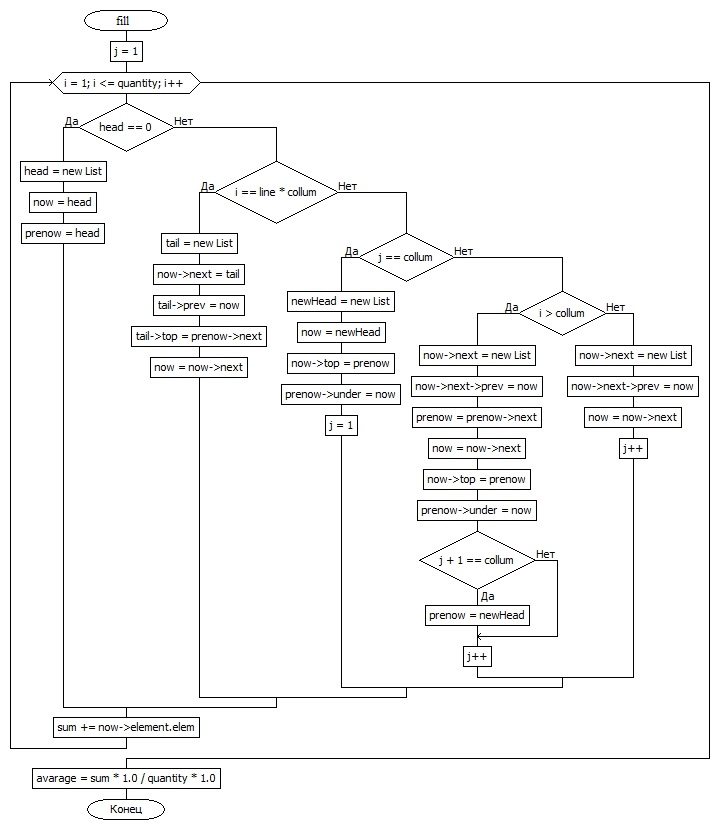 fill
j = 1
i = 1; i <= quantity; i++
Да
head == 0
Нет
head = new List
now = head
prenow = head
Да
i == line * collum
Нет
tail = new List
now->next = tail
tail->prev = now
tail->top = prenow->next
now = now->next
Да
j == collum
Нет
newHead = new List
now = newHead
now->top = prenow
prenow->under = now
j = 1
Да
i > collum
Нет
now->next = new List
now->next->prev = now
prenow = prenow->next
now = now->next
now->top = prenow
prenow->under = now
j + 1 == collum
Нет
Да
prenow = newHead
j++
now->next = new List
now->next->prev = now
now = now->next
j++
sum += now->element.elem
avarage = sum * 1.0 / quantity * 1.0
Конец